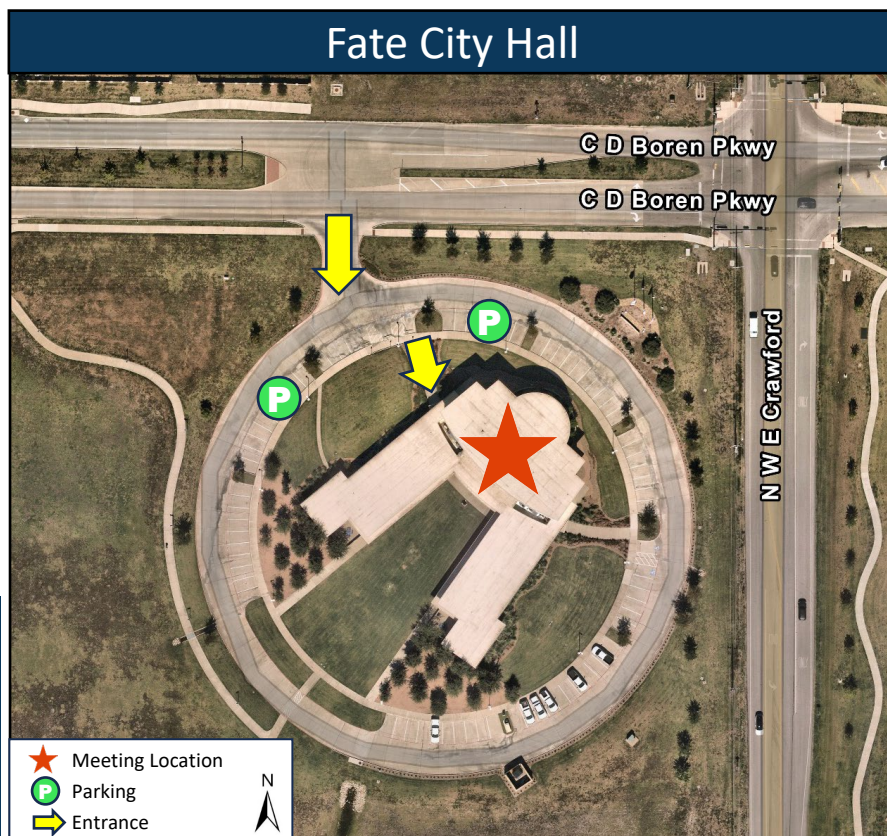 Fate City Hall
C D Boren Pkwy
C D Boren Pkwy
P
P
N W E Crawford
Meeting Location
P Parking
Entrance
N